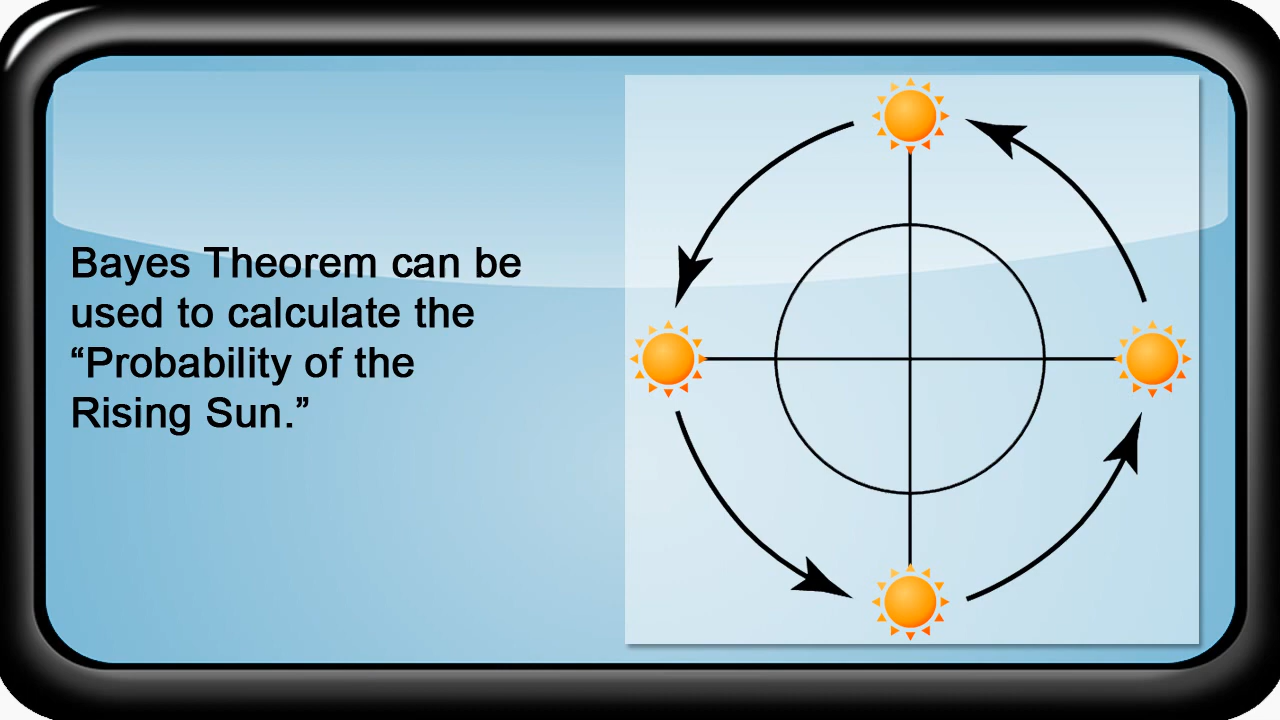 Bayes Theorem can be
used to calculate the
“Probability of the
Rising Sun.”